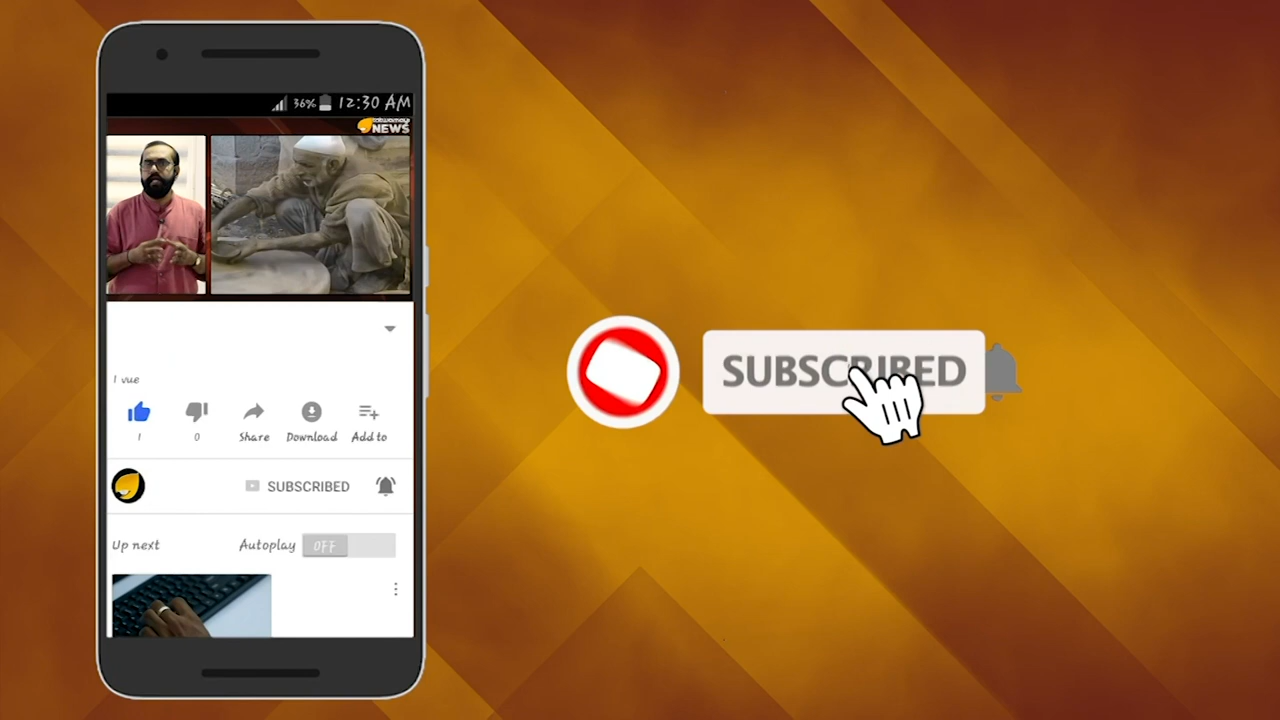 36% 12:30 AM
NEWS
1 vue
1
0
Share
Download
Add to
SUBSCRIBED
Up next
Autoplay
OFF
SUBSCRIBED